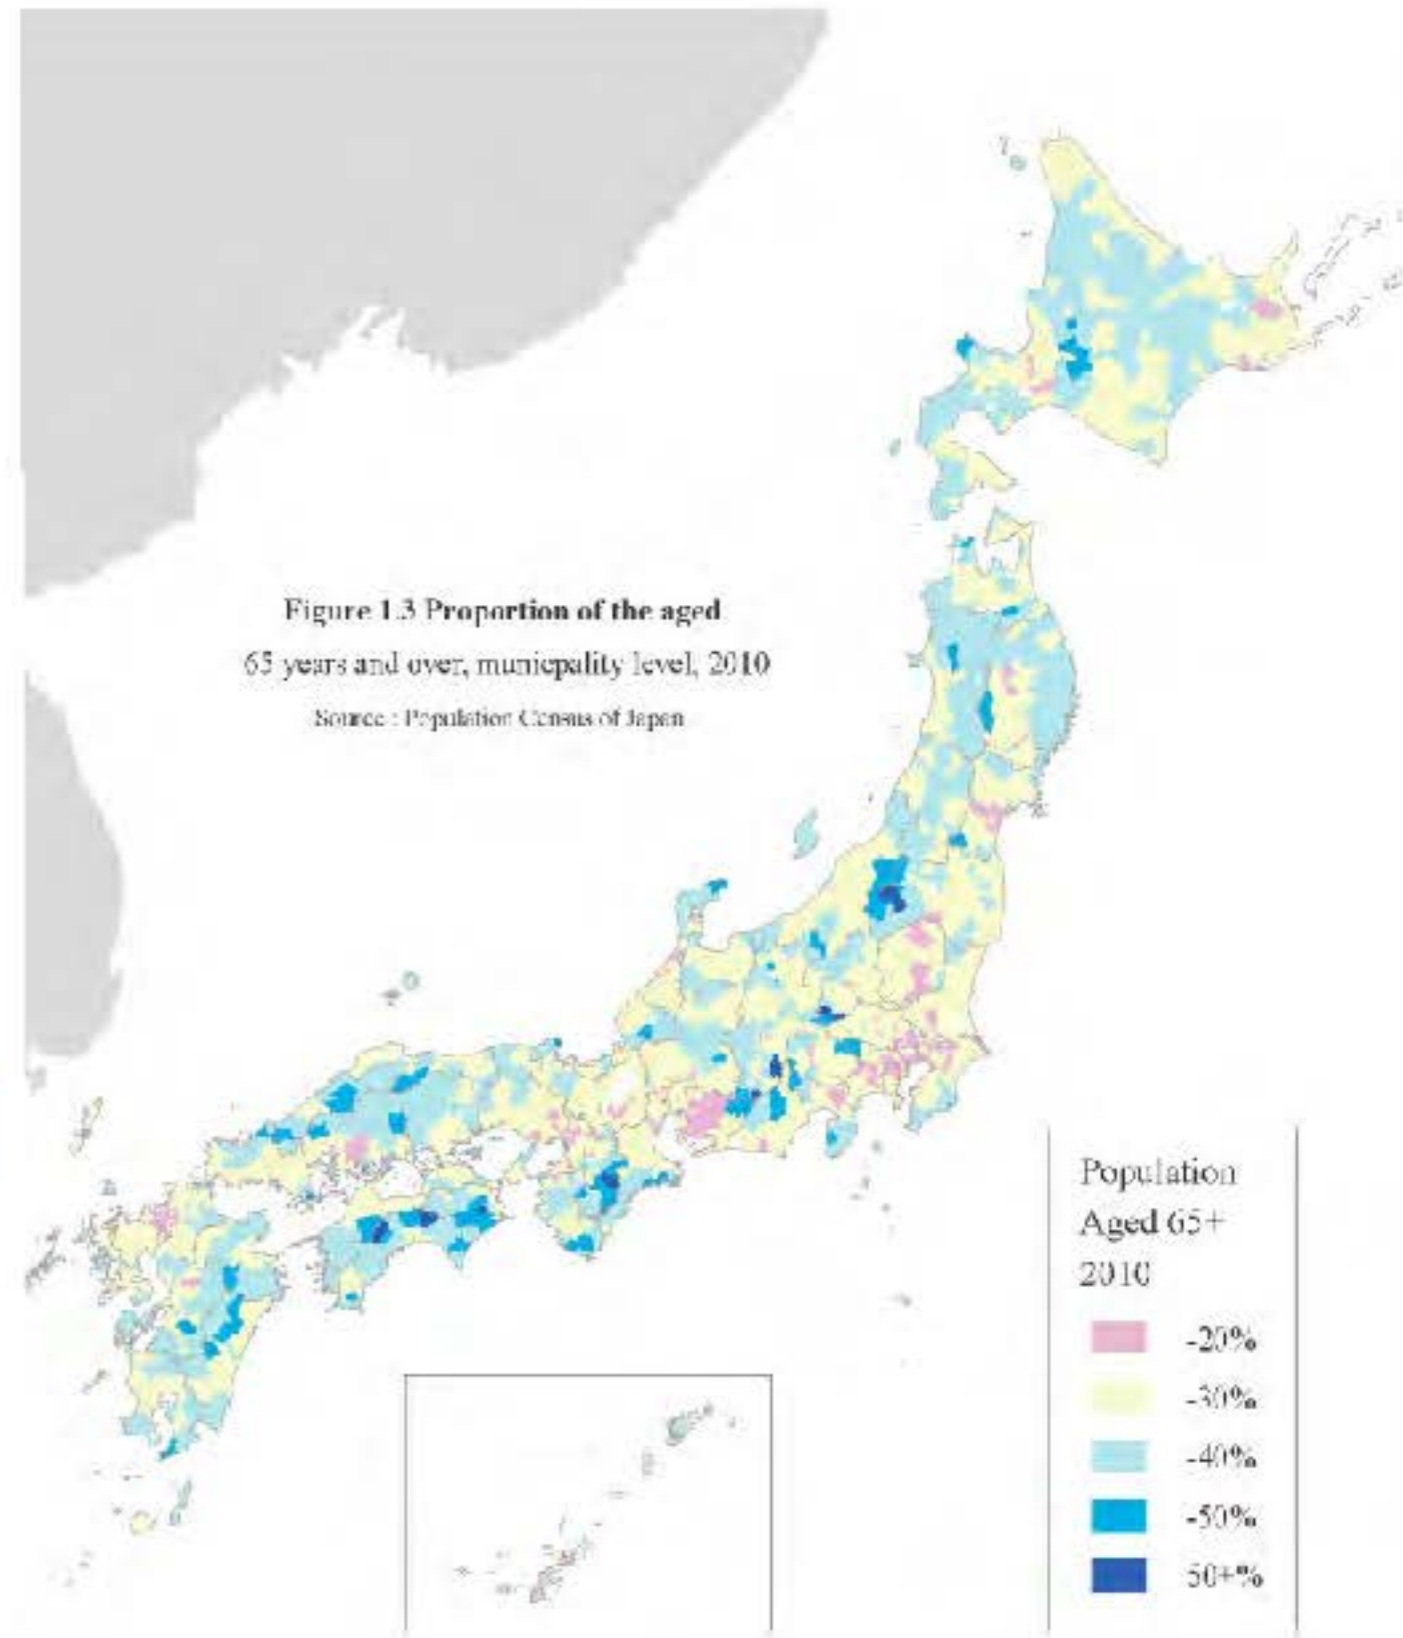 Figure 1.3 Proportion of the aged
65 years and over, municpality level, 2010
Source : Population Census of Japan
Population
Aged 65+
2010
-20%
-30%
-40%
-50%
50+%